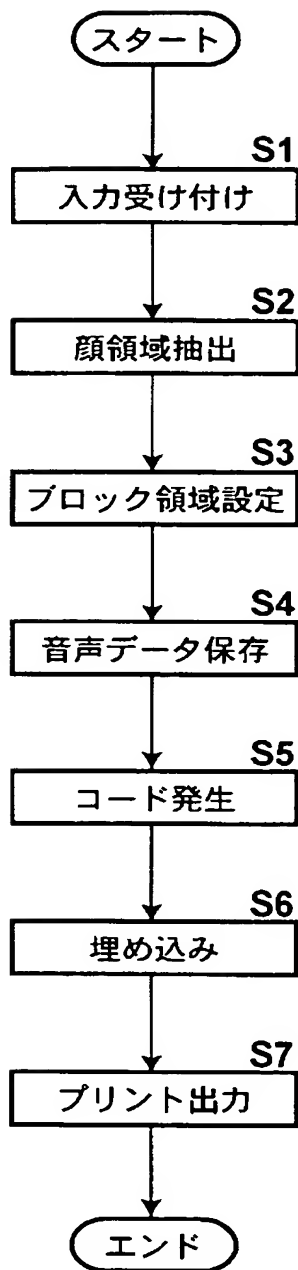 スタート
S1
入力受け付け
S2
顔領域抽出
S3
ブロック領域設定
S4
音声データ保存
S5
コード発生
S6
埋め込み
S7
プリント出力
エンド